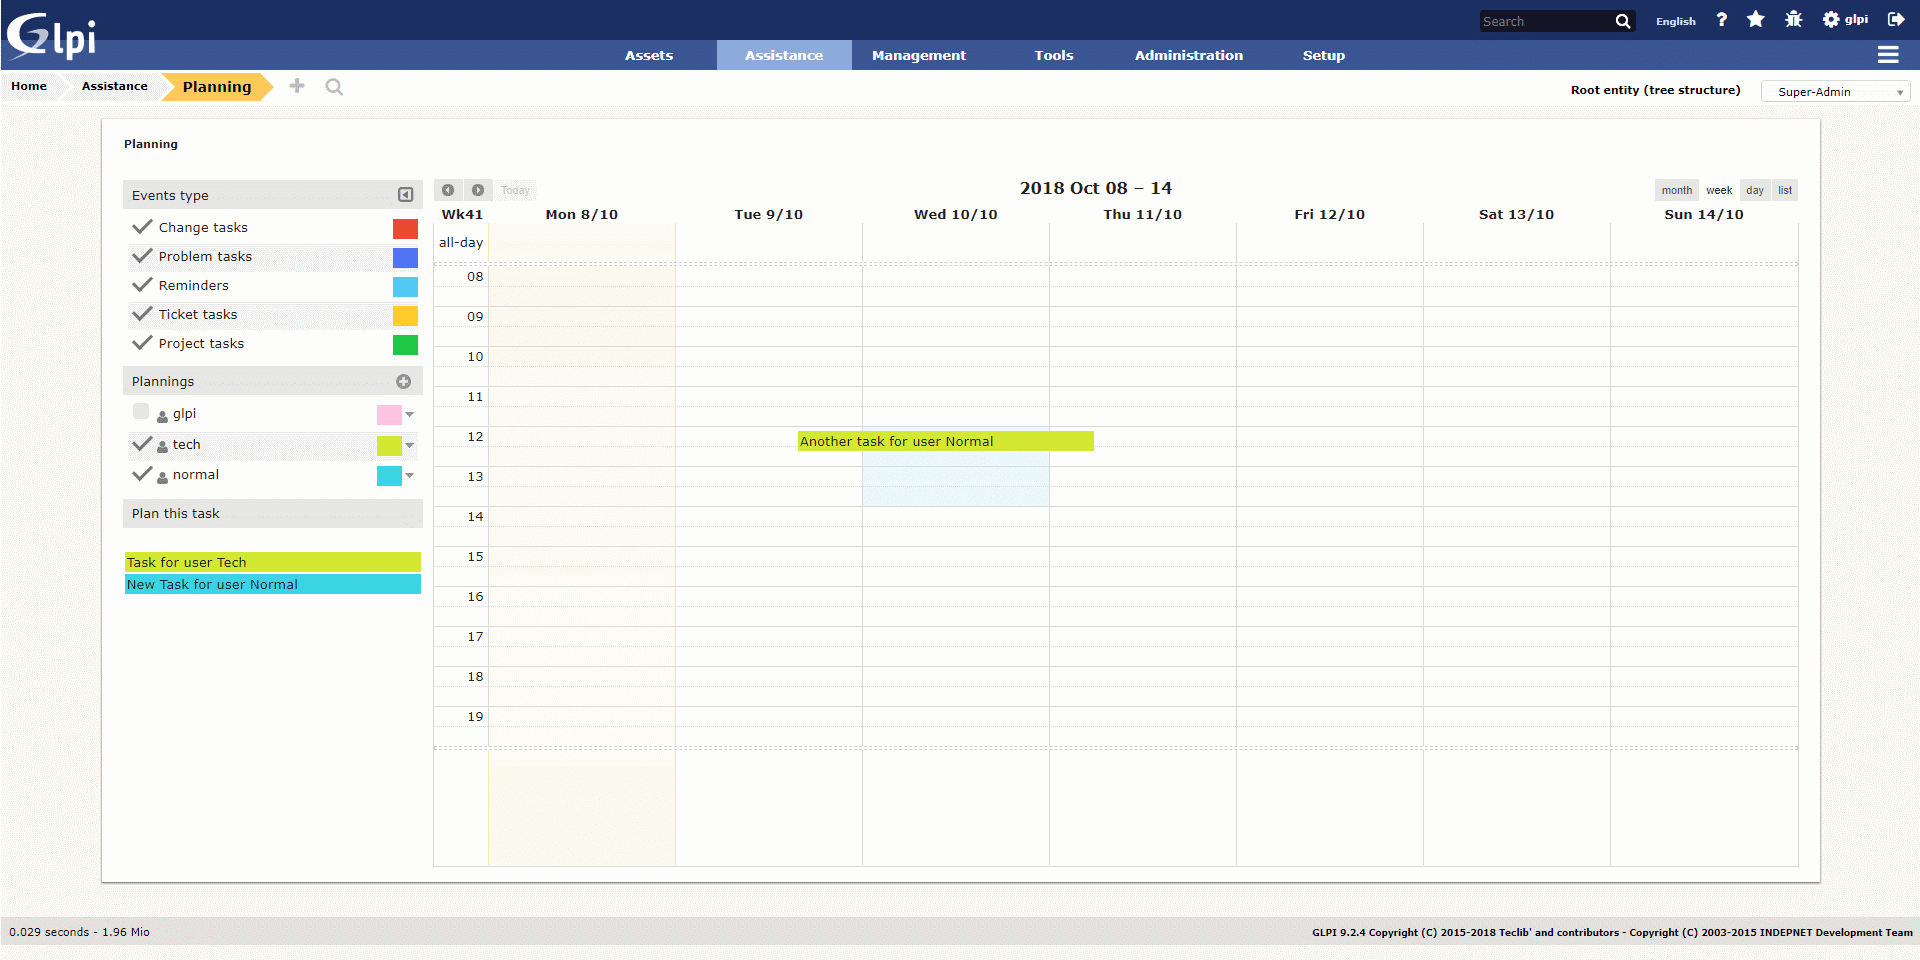 Glpi
Search
English
? glpi
Assets Assistance Management Tools Administration Setup
Home Assistance Planning
Root entity (tree structure) Super-Admin
Planning
Events type
Change tasks
Problem tasks
Reminders
Ticket tasks
Project tasks
Plannings
glpi
tech
normal
Plan this task
Task for user Tech
New Task for user Normal
Today
2018 Oct 08 – 14
month week day list
Wk41 Mon 8/10 Tue 9/10 Wed 10/10 Thu 11/10 Fri 12/10 Sat 13/10 Sun 14/10
all-day
08
09
10
11
12
Another task for user Normal
13
14
15
16
17
18
19
0.029 seconds - 1.96 Mio
GLPI 9.2.4 Copyright (C) 2015-2018 Teclib' and contributors - Copyright (C) 2003-2015 INDEPNET Development Team